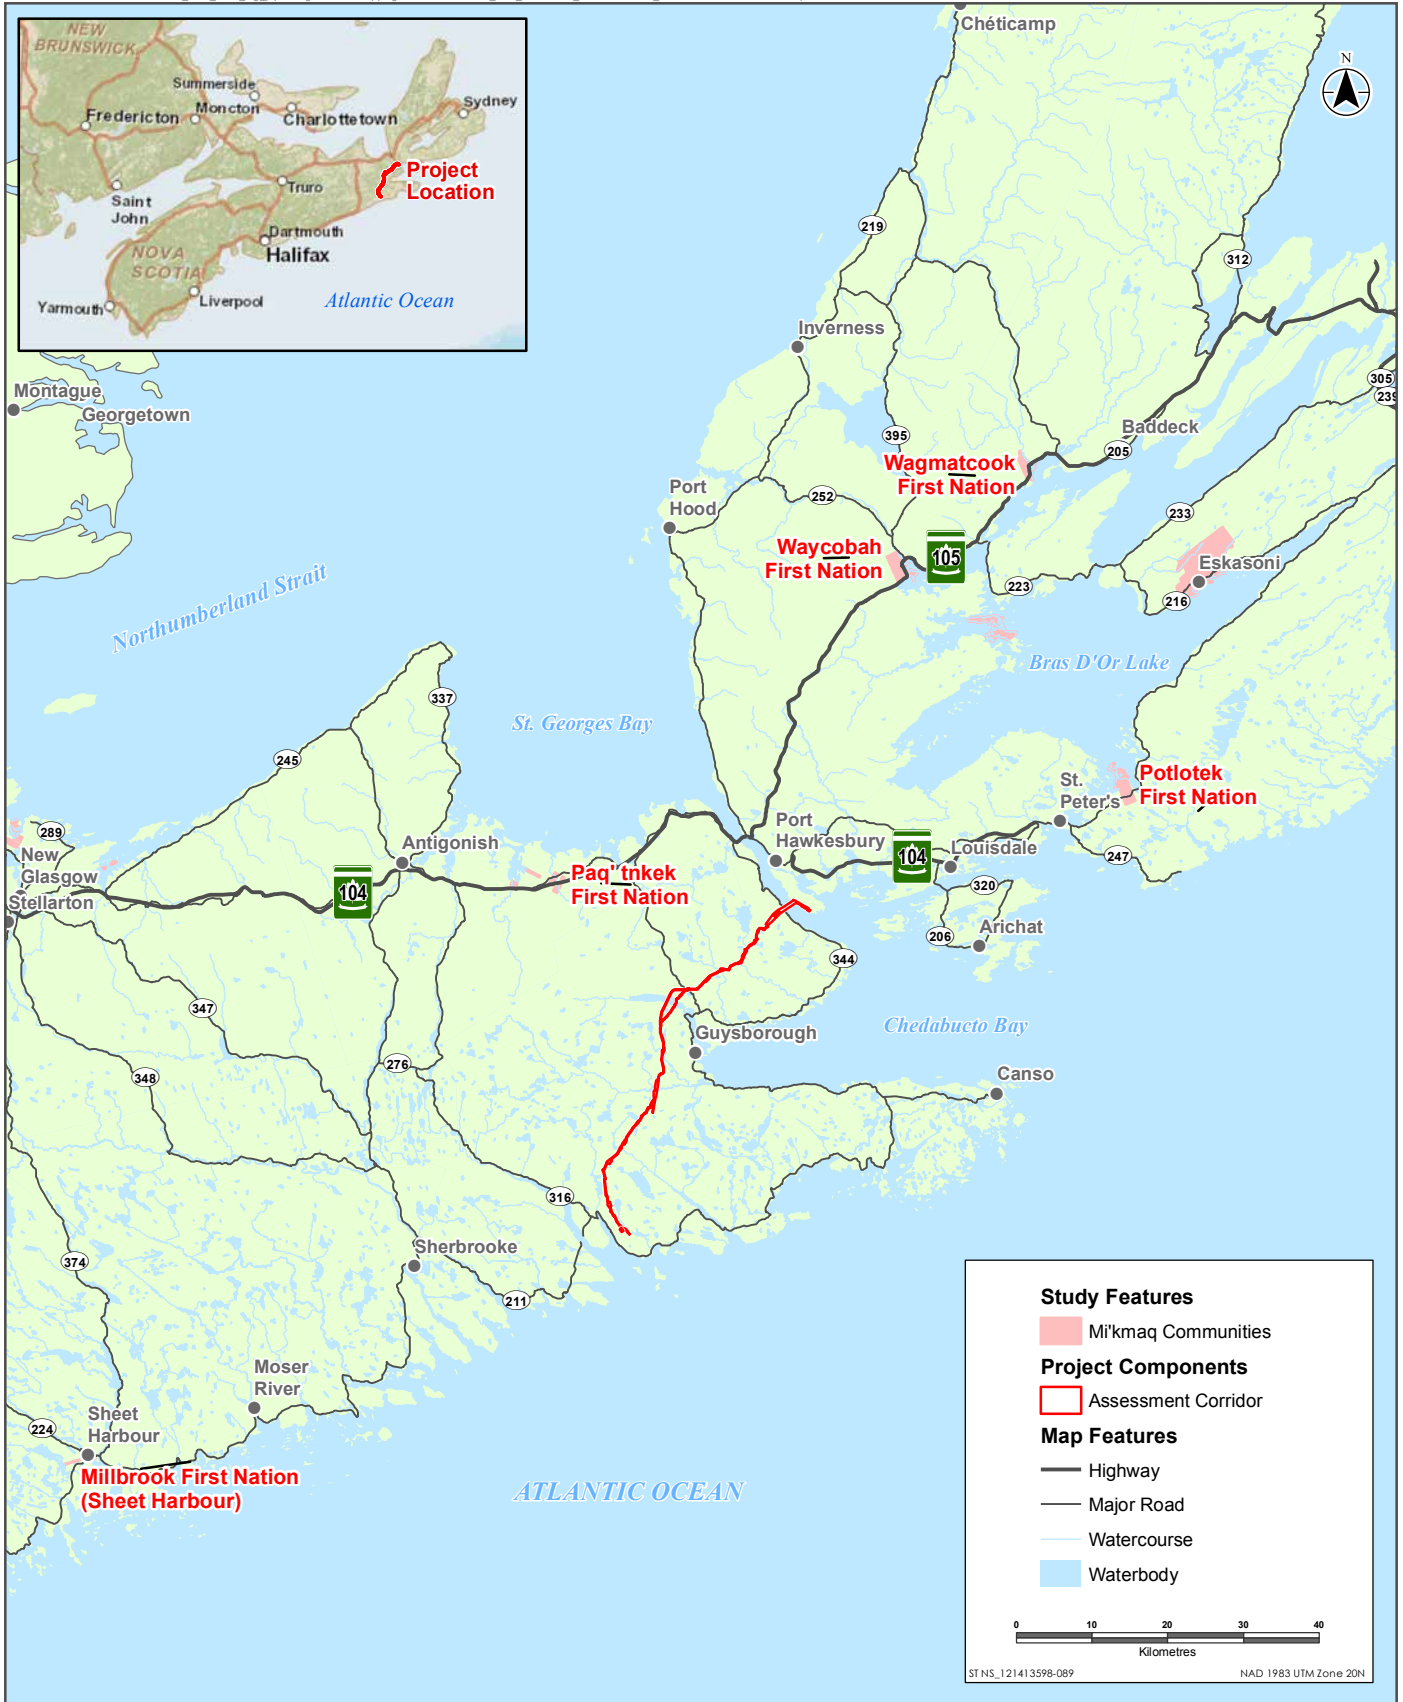 NEW
BRUNSWICK
Summerside
Fredericton
Moncton
Charlottetown
Sydney
Project
Location
Truro
Saint
John
Dartmouth
Halifax
NOVA
SCOTIA
Liverpool
Yarmouth
Atlantic Ocean
Chéticamp
N
219
312
Inverness
Montague
Georgetown
305
239
395
Baddeck
205
Wagmatcook
First Nation
Port
Hood
252
233
Waycobah
First Nation
105
Eskasoni
223
216
Northumberland Strait
Bras D'Or Lake
337
St. Georges Bay
245
Potlotek
First Nation
St.
Peter's
289
Port
Hawkesbury
Antigonish
New
Glasgow
Stellarton
104
104
Louisdale
247
Paq'tnkek
First Nation
320
206
Arichat
344
347
Guysborough
Chedabucto Bay
276
348
Canso
316
Sherbrooke
374
211
Moser
River
Sheet
Harbour
224
Millbrook First Nation
(Sheet Harbour)
ATLANTIC OCEAN
Study Features
Mi'kmaq Communities
Project Components
Assessment Corridor
Map Features
Highway
Major Road
Watercourse
Waterbody
0 10 20 30 40
Kilometres
ST NS_121413598-089
NAD 1983 UTM Zone 20N